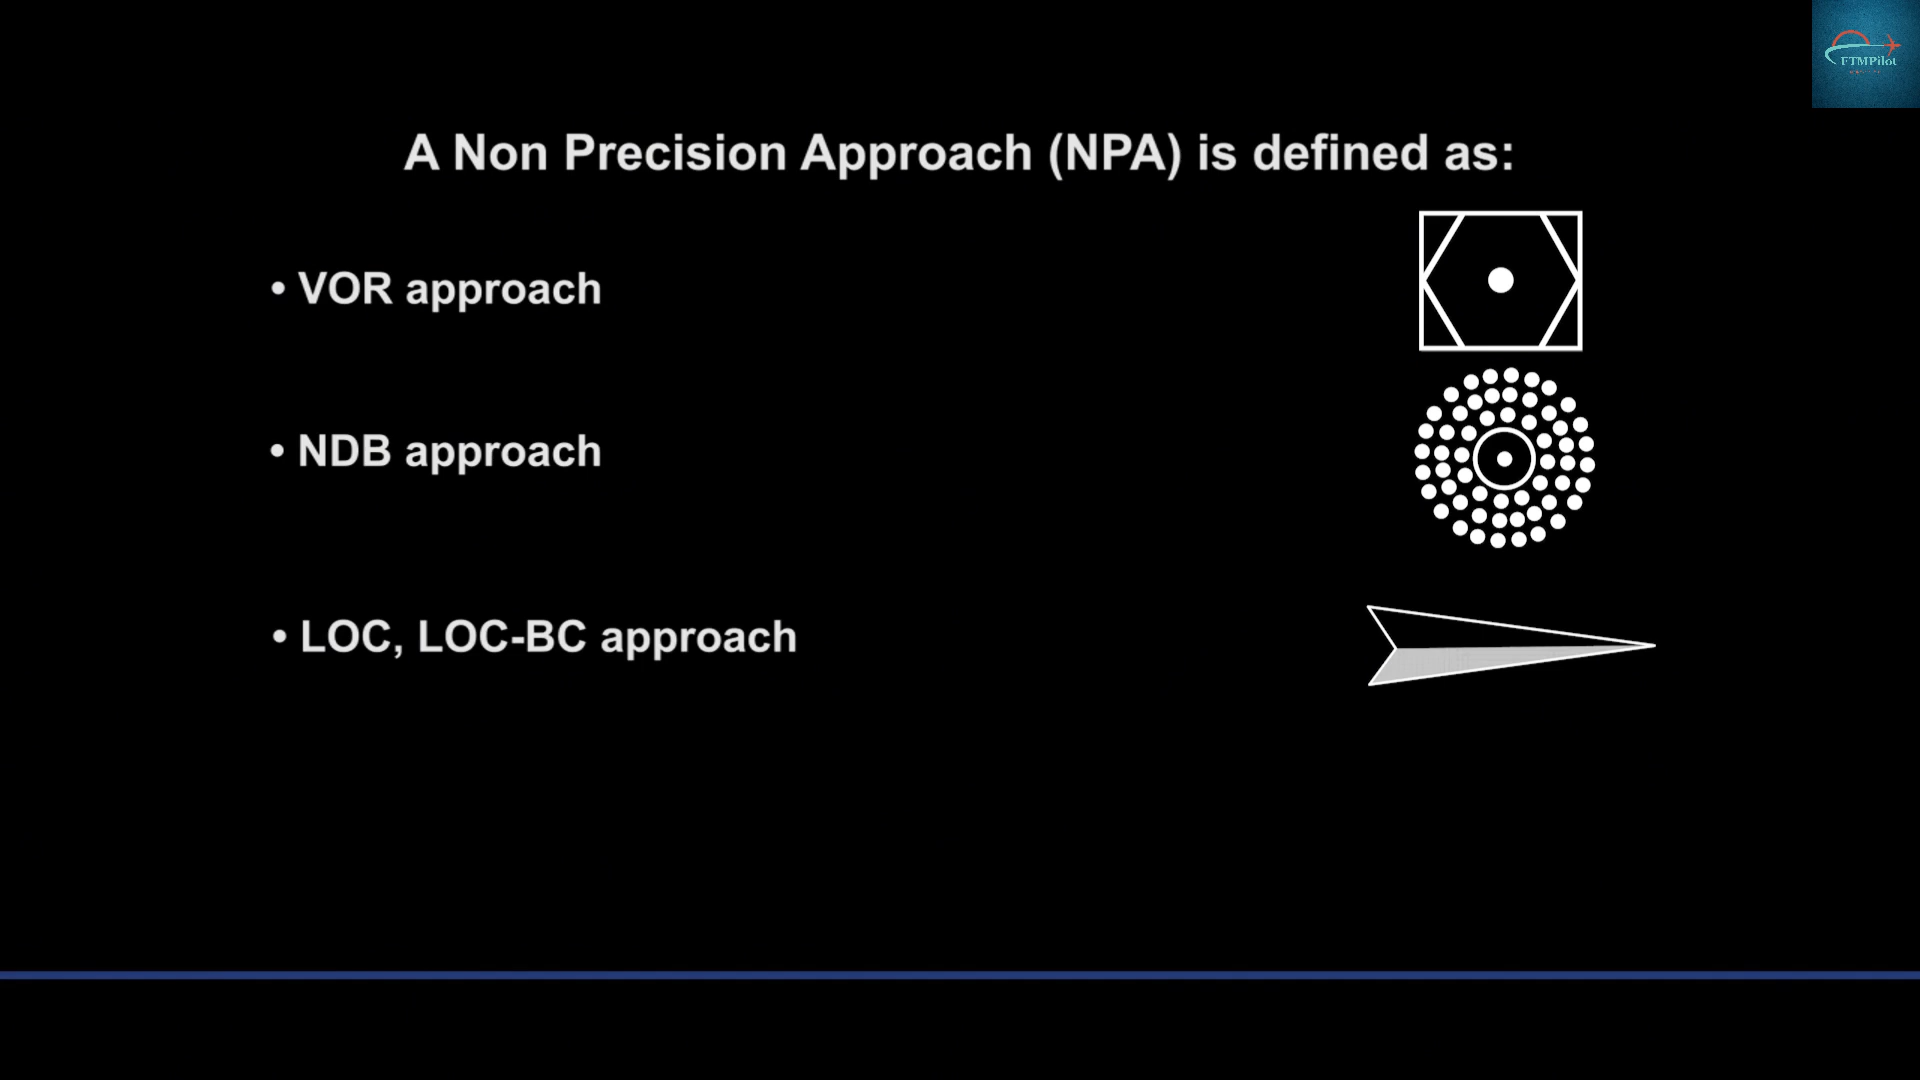 FTMPilot
A Non Precision Approach (NPA) is defined as:
• VOR approach
• NDB approach
• LOC, LOC-BC approach